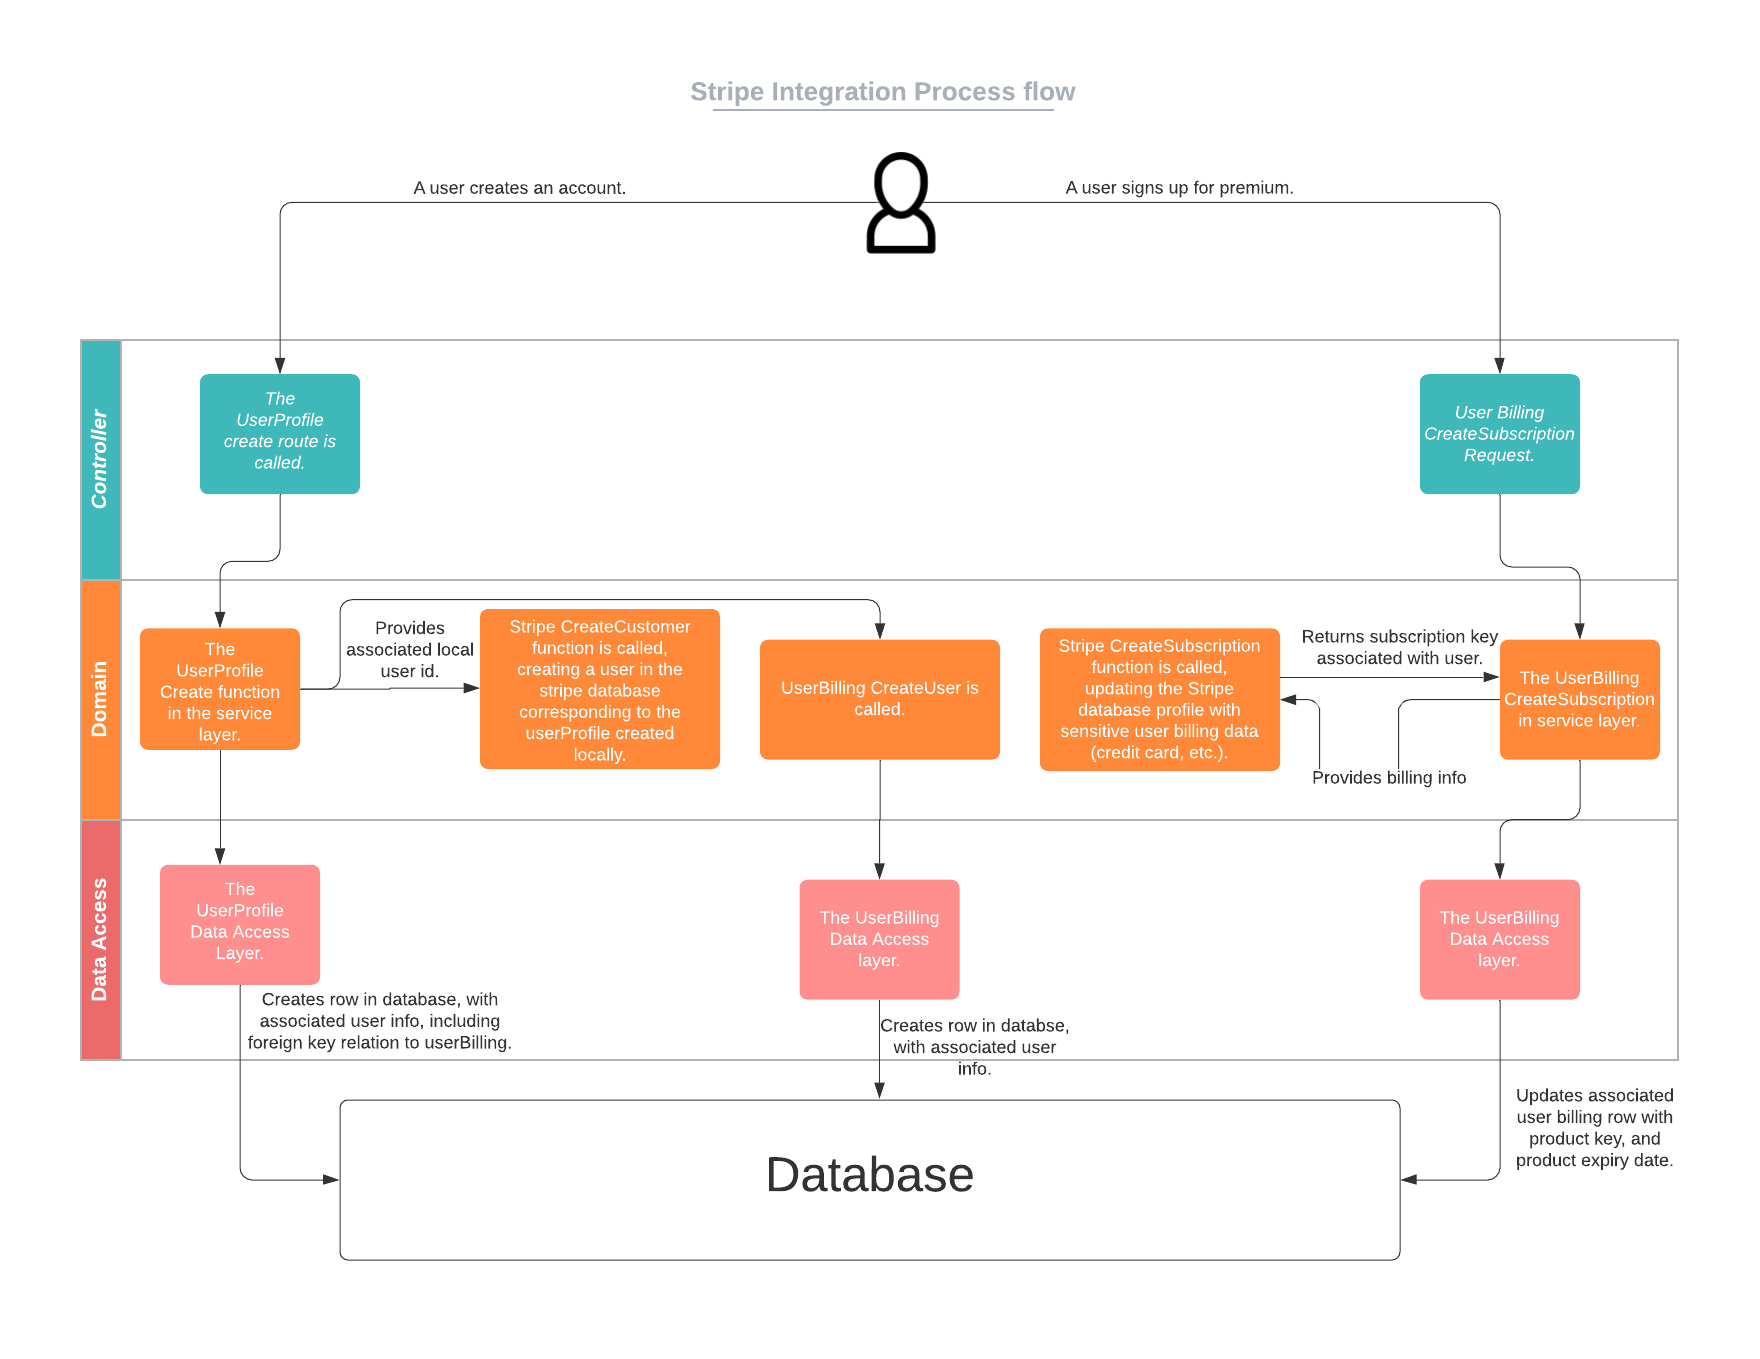 Stripe Integration Process flow
A user creates an account.
A user signs up for premium.
Controller
The
UserProfile
create route is
called.
User Billing
CreateSubscription
Request.
Domain
The
UserProfile
Create function
in the service
layer.
Provides
associated local
user id.
Stripe CreateCustomer
function is called,
creating a user in the
stripe database
corresponding to the
userProfile created
locally.
UserBilling CreateUser is
called.
Stripe CreateSubscription
function is called,
updating the Stripe
database profile with
sensitive user billing data
(credit card, etc.).
Returns subscription key
associated with user.
Provides billing info
The UserBilling
CreateSubscription
in service layer.
Data Access
The
UserProfile
Data Access
Layer.
The UserBilling
Data Access
layer.
The UserBilling
Data Access
layer.
Creates row in database, with
associated user info, including
foreign key relation to userBilling.
Creates row in databse,
with associated user
info.
Updates associated
user billing row with
product key, and
product expiry date.
Database